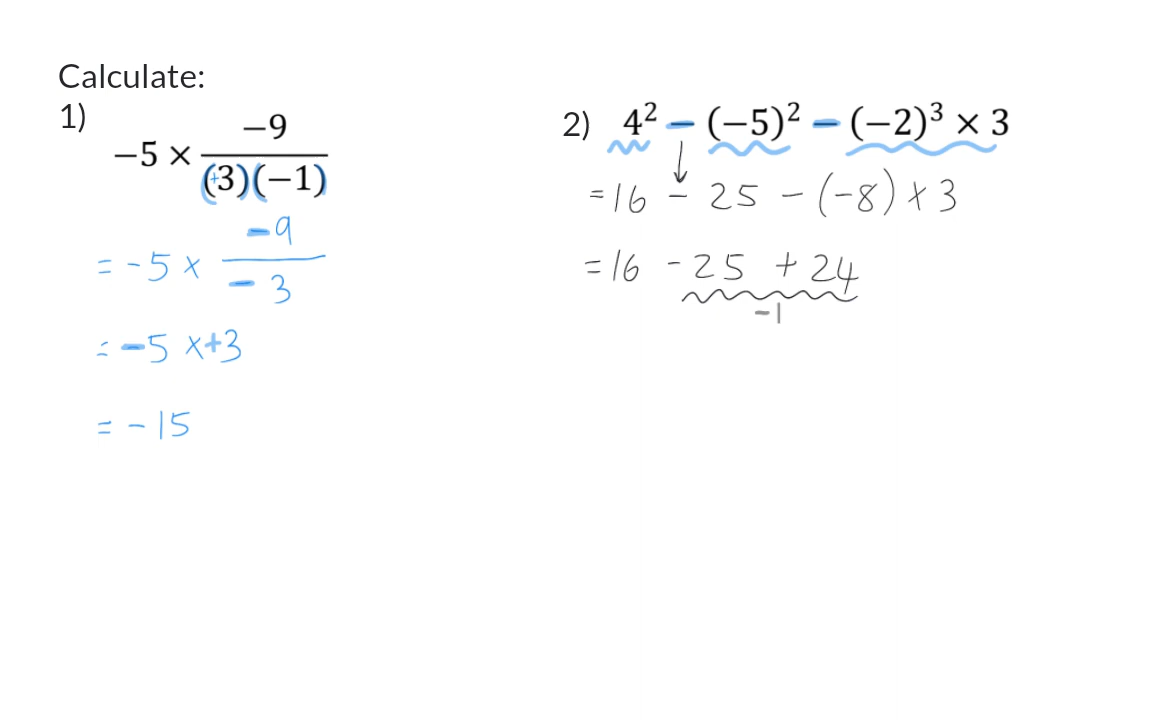 Calculate:
1) −5 × −9 / (+3)(−1)
= -5 × -9 / -3
= -5 ×+3
= -15
2) 4² − (−5)² − (−2)³ × 3
=16 - 25 - (-8) × 3
=16 -25 +24
-1